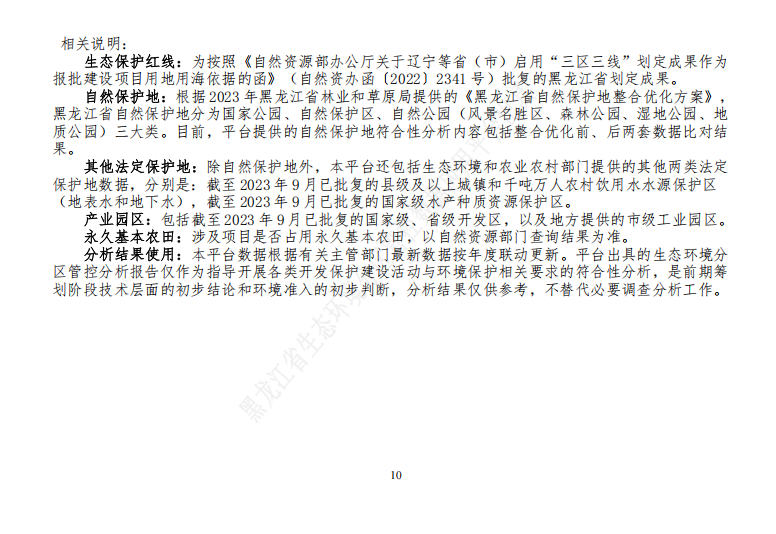 相关说明：
生态保护红线：为按照《自然资源部办公厅关于辽宁等省（市）启用“三区三线”划定成果作为
报批建设项目用地用海依据的函》（自然资办函〔2022〕2341 号）批复的黑龙江省划定成果。
自然保护地：根据 2023 年黑龙江省林业和草原局提供的《黑龙江省自然保护地整合优化方案》，
黑龙江省自然保护地分为国家公园、自然保护区、自然公园（风景名胜区、森林公园、湿地公园、地
质公园）三大类。目前，平台提供的自然保护地符合性分析内容包括整合优化前、后两套数据比对结
果。
其他法定保护地：除自然保护地外，本平台还包括生态环境和农业农村部门提供的其他两类法定
保护地数据，分别是：截至 2023 年 9 月已批复的县级及以上城镇和千吨万人农村饮用水水源保护区
（地表水和地下水），截至 2023 年 9 月已批复的国家级水产种质资源保护区。
产业园区：包括截至 2023 年 9 月已批复的国家级、省级开发区，以及地方提供的市级工业园区。
永久基本农田：涉及项目是否占用永久基本农田，以自然资源部门查询结果为准。
分析结果使用：本平台数据根据有关主管部门最新数据按年度联动更新。平台出具的生态环境分
区管控分析报告仅作为指导开展各类开发保护建设活动与环境保护相关要求的符合性分析，是前期筹
划阶段技术层面的初步结论和环境准入的初步判断，分析结果仅供参考，不替代必要调查分析工作。
黑龙江省生态环境
10